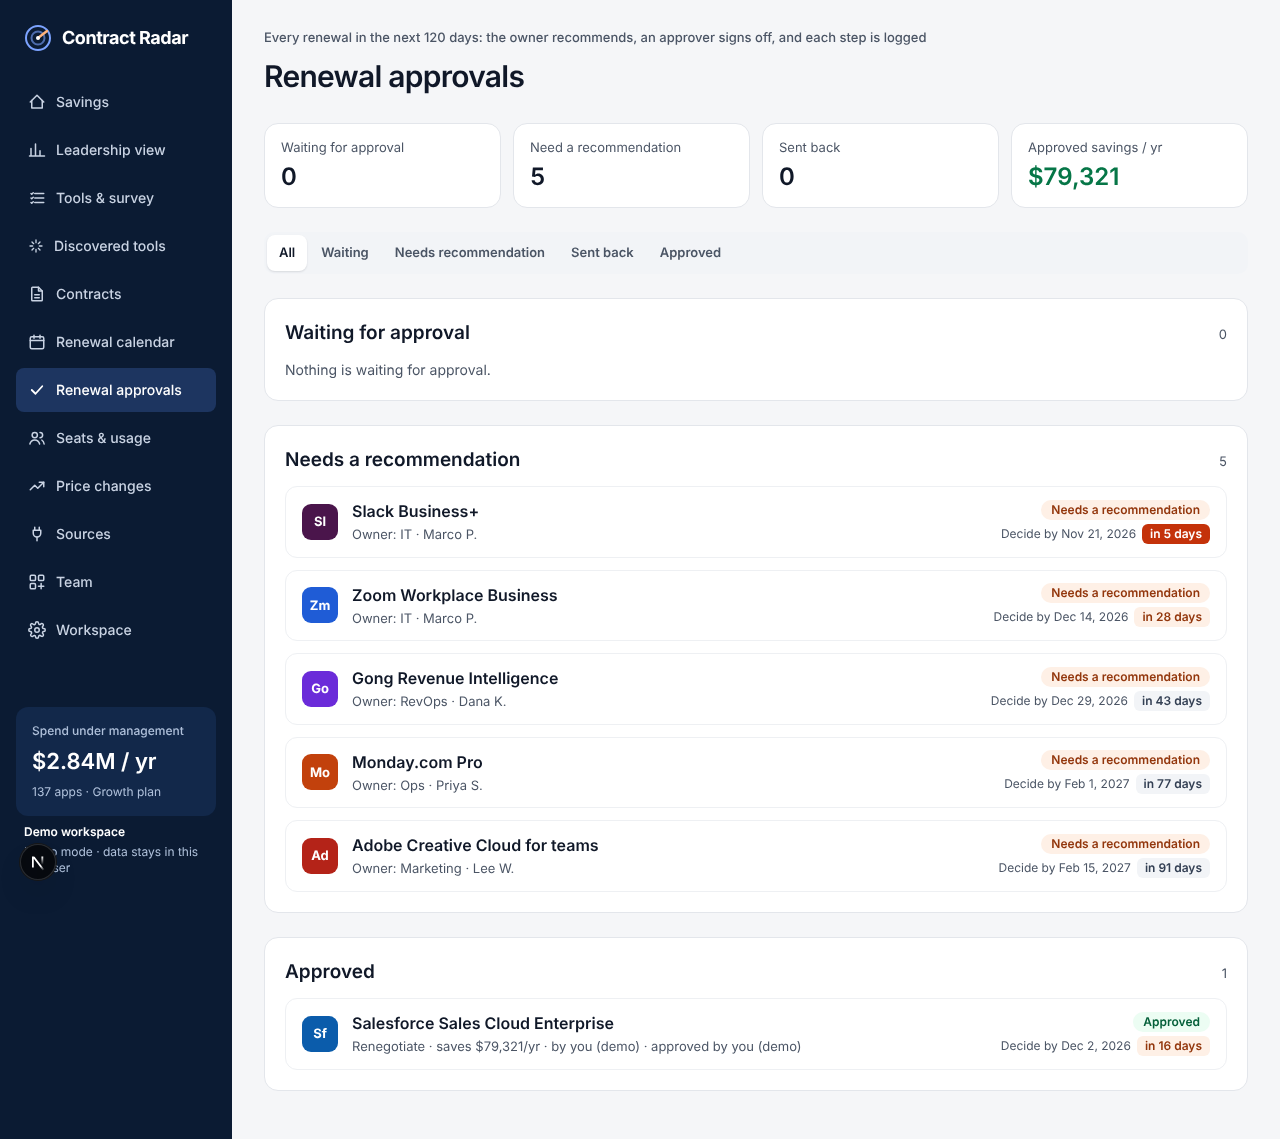 Contract Radar
Savings
Leadership view
Tools & survey
Discovered tools
Contracts
Renewal calendar
Renewal approvals
Seats & usage
Price changes
Sources
Team
Workspace
Spend under management
$2.84M / yr
137 apps · Growth plan
Demo workspace
mode · data stays in this
N
Every renewal in the next 120 days: the owner recommends, an approver signs off, and each step is logged
Renewal approvals
Waiting for approval
0
Need a recommendation
5
Sent back
0
Approved savings / yr
$79,321
All Waiting Needs recommendation Sent back Approved
Waiting for approval 0
Nothing is waiting for approval.
Needs a recommendation 5
Sl
Slack Business+
Owner: IT · Marco P.
Needs a recommendation
Decide by Nov 21, 2026 in 5 days
Zm
Zoom Workplace Business
Owner: IT · Marco P.
Needs a recommendation
Decide by Dec 14, 2026 in 28 days
Go
Gong Revenue Intelligence
Owner: RevOps · Dana K.
Needs a recommendation
Decide by Dec 29, 2026 in 43 days
Mo
Monday.com Pro
Owner: Ops · Priya S.
Needs a recommendation
Decide by Feb 1, 2027 in 77 days
Ad
Adobe Creative Cloud for teams
Owner: Marketing · Lee W.
Needs a recommendation
Decide by Feb 15, 2027 in 91 days
Approved 1
Sf
Salesforce Sales Cloud Enterprise
Renegotiate · saves $79,321/yr · by you (demo) · approved by you (demo)
Approved
Decide by Dec 2, 2026 in 16 days